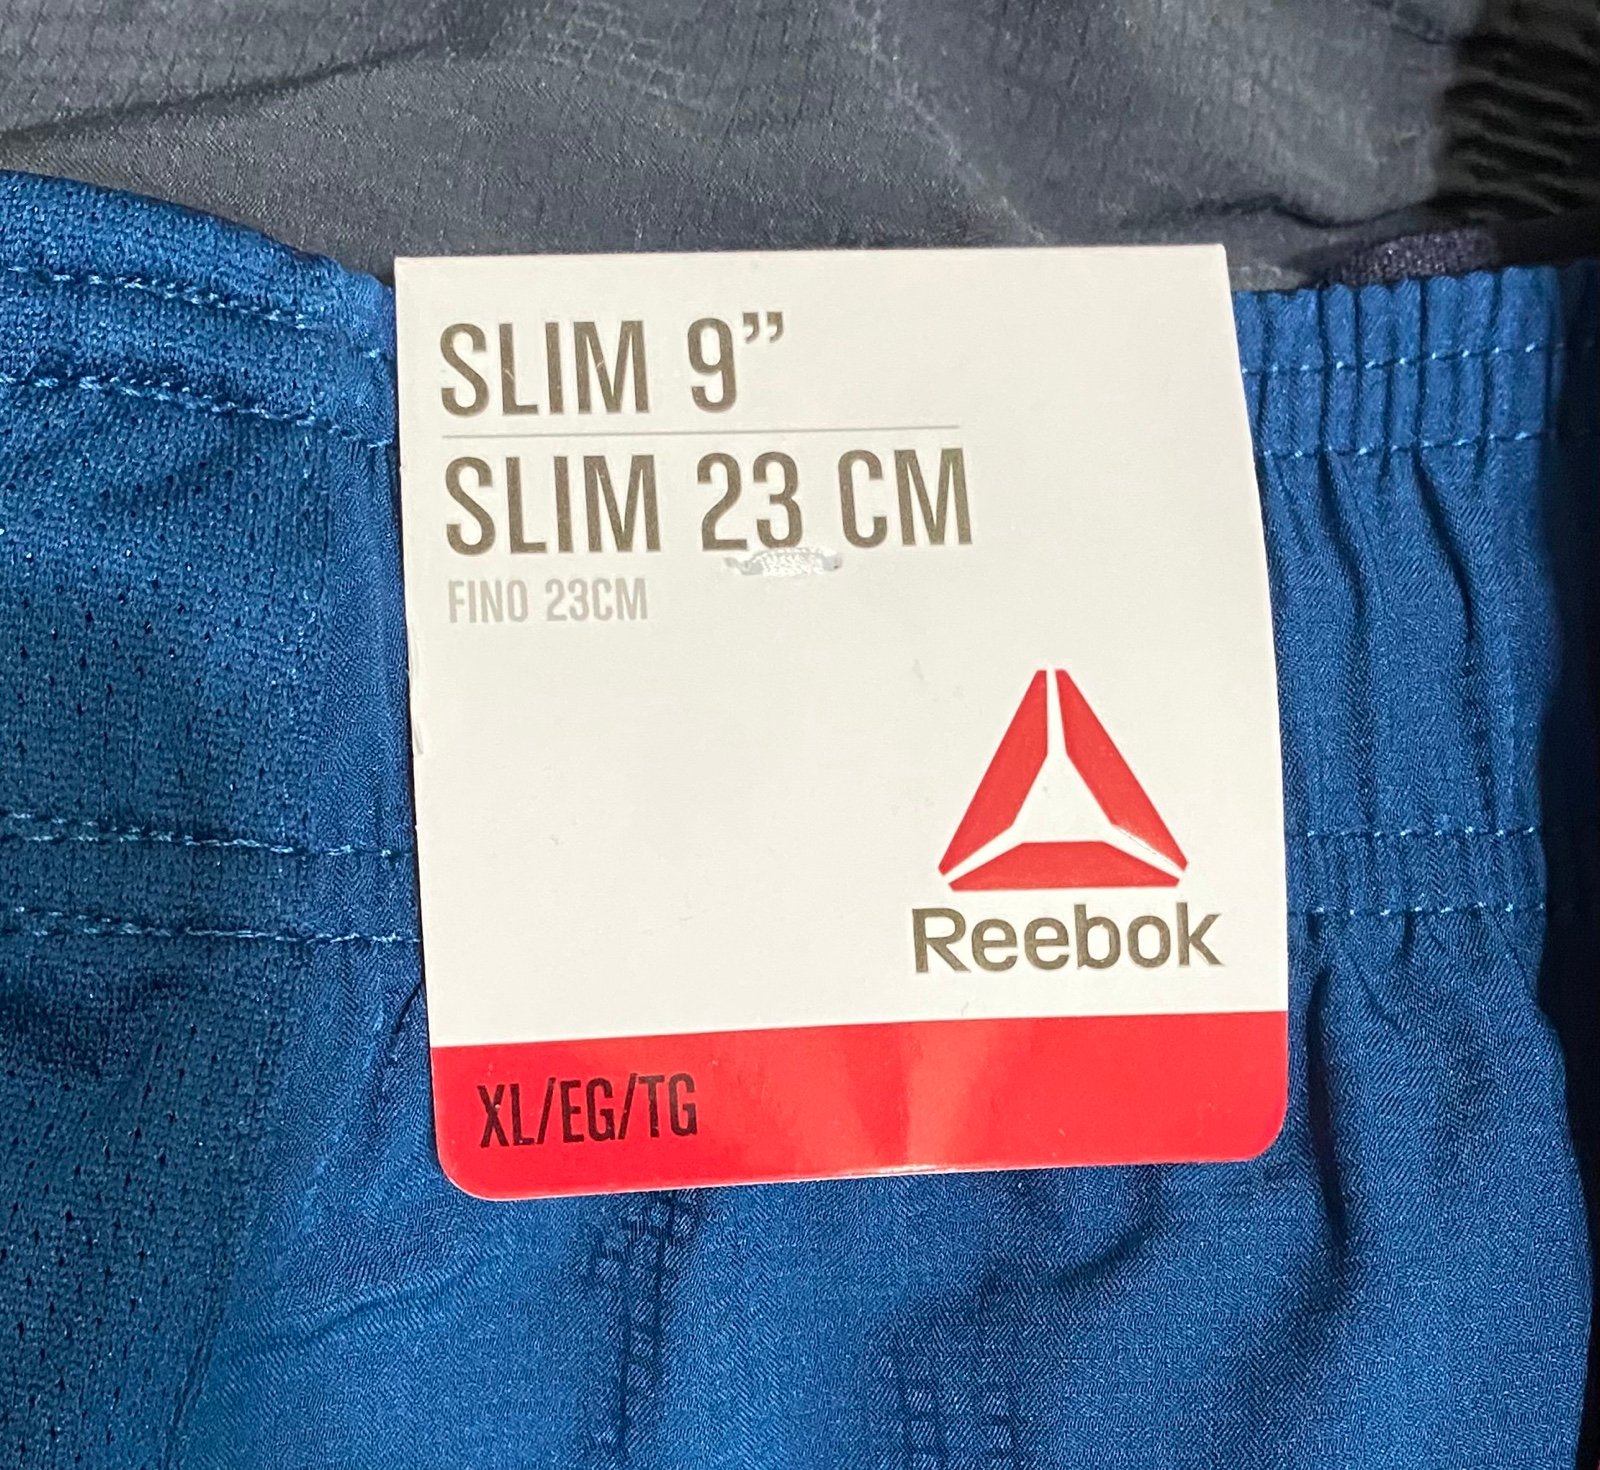 SLIM 9”
SLIM 23 CM
FINO 23CM
Reebok
XL/EG/TG